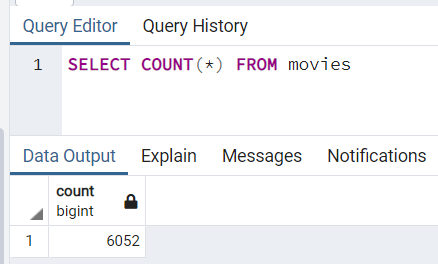 Query Editor Query History
1 SELECT COUNT(*) FROM movies
Data Output Explain Messages Notifications
count
bigint
1 6052